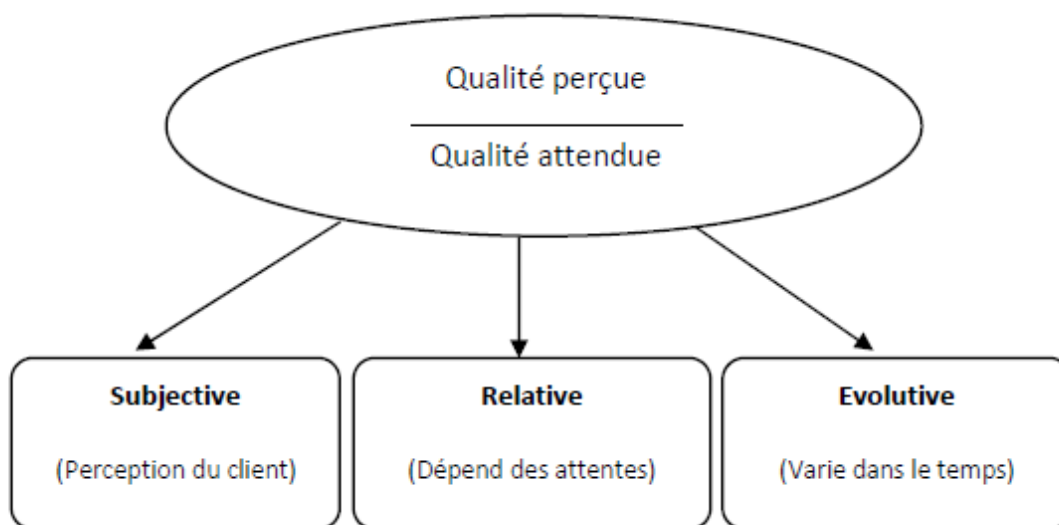 Qualité perçue
Qualité attendue
Subjective
(Perception du client)
Relative
(Dépend des attentes)
Evolutive
(Varie dans le temps)